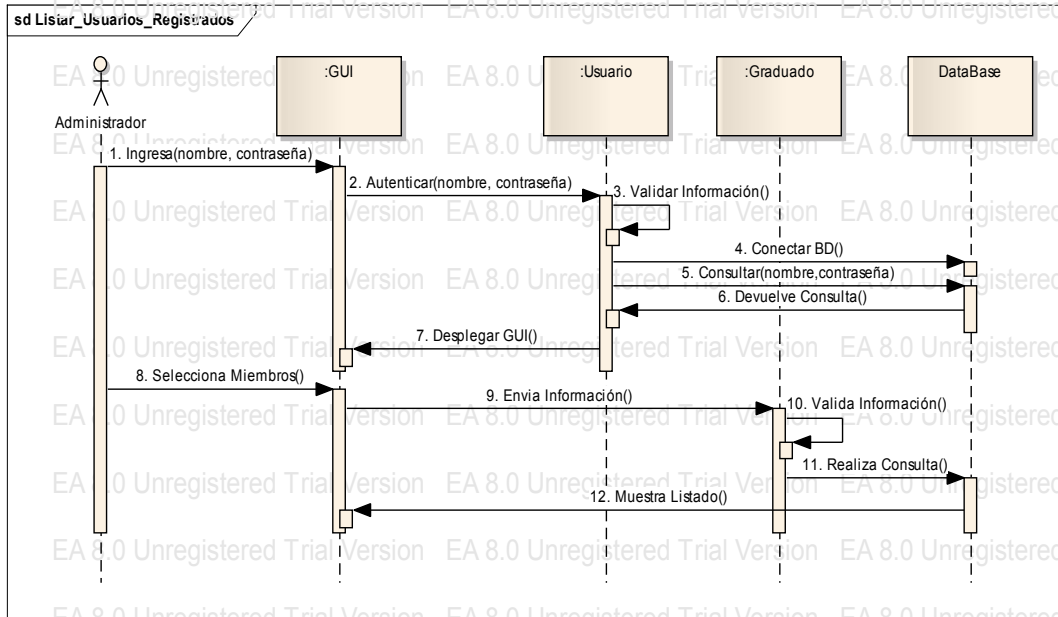 sd Listar_Usuarios_Registrados
:GUI
:Usuario
:Graduado
DataBase
Administrador
1. Ingresa(nombre, contraseña)
2. Autenticar(nombre, contraseña)
3. Validar Información()
4. Conectar BD()
5. Consultar(nombre,contraseña)
6. Devuelve Consulta()
7. Desplegar GUI()
8. Selecciona Miembros()
9. Envia Información()
10. Valida Información()
11. Realiza Consulta()
12. Muestra Listado()
EA 8.0 Unregistered Trial Version